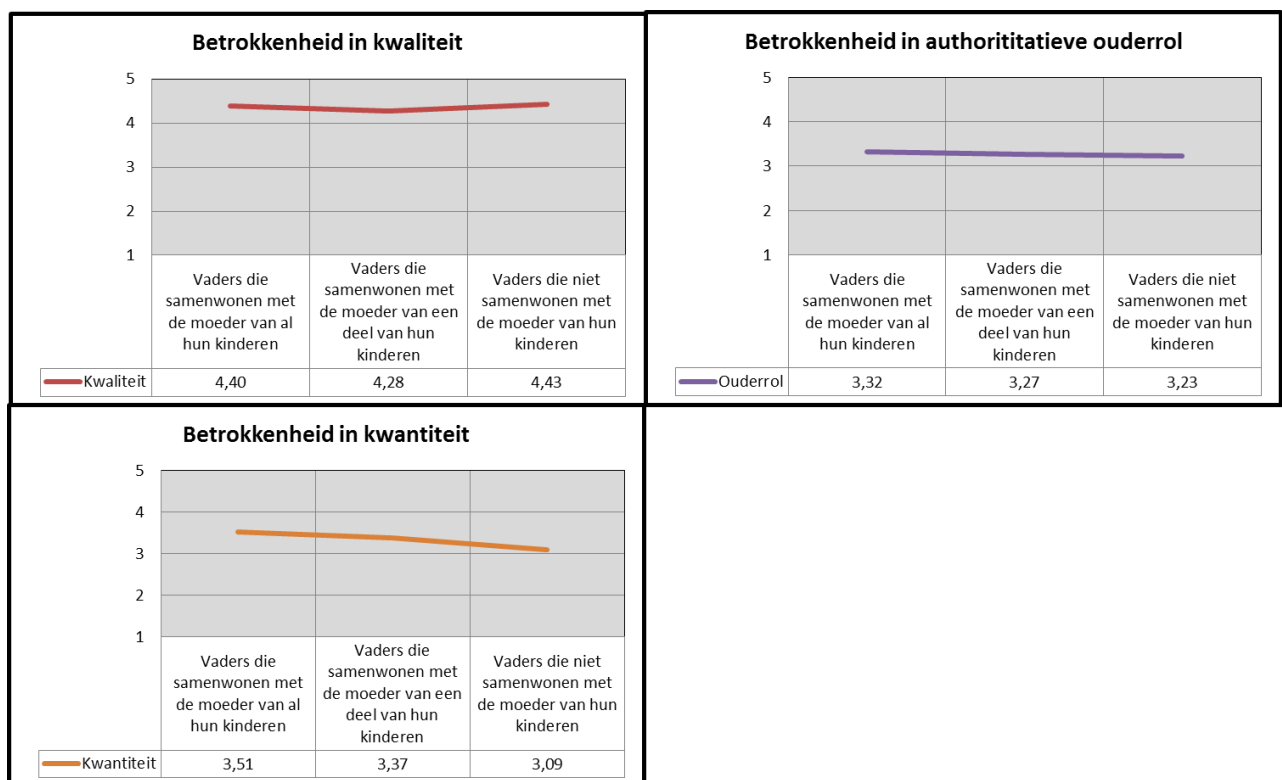 Betrokkenheid in kwaliteit
5
4
3
2
1
Vaders die
samenwonen met
de moeder van al
hun kinderen
Vaders die
samenwonen met
de moeder van een
deel van hun
kinderen
Vaders die niet
samenwonen met
de moeder van hun
kinderen
Kwaliteit
4,40
4,28
4,43
Betrokkenheid in authorititatieve ouderrol
5
4
3
2
1
Vaders die
samenwonen met
de moeder van al
hun kinderen
Vaders die
samenwonen met
de moeder van een
deel van hun
kinderen
Vaders die niet
samenwonen met
de moeder van hun
kinderen
Ouderrol
3,32
3,27
3,23
Betrokkenheid in kwantiteit
5
4
3
2
1
Vaders die
samenwonen met
de moeder van al
hun kinderen
Vaders die
samenwonen met
de moeder van een
deel van hun
kinderen
Vaders die niet
samenwonen met
de moeder van hun
kinderen
Kwantiteit
3,51
3,37
3,09